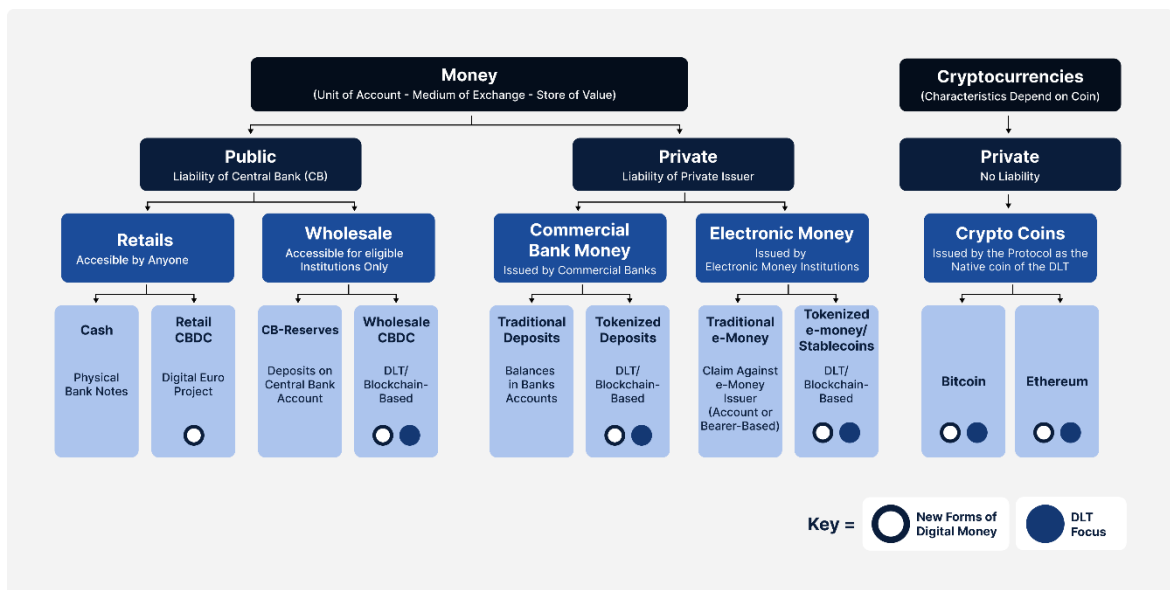 Money
(Unit of Account - Medium of Exchange - Store of Value)
Cryptocurrencies
(Characteristics Depend on Coin)
Public
Liability of Central Bank (CB)
Private
Liability of Private Issuer
Private
No Liability
Retails
Accesible by Anyone
Wholesale
Accessible for eligible
Institutions Only
Commercial
Bank Money
Issued by Commercial Banks
Electronic Money
Issued by
Electronic Money Institutions
Crypto Coins
Issued by the Protocol as the
Native coin of the DLT
Cash
Physical
Bank Notes
Retail
CBDC
Digital Euro
Project
CB-Reserves
Deposits on
Central Bank
Account
Wholesale
CBDC
DLT/
Blockchain-
Based
Traditional
Deposits
Balances
in Banks
Accounts
Tokenized
Deposits
DLT/
Blockchain-
Based
Traditional
e-Money
Claim Against
e-Money
Issuer
(Account or
Bearer-Based)
Tokenized
e-money/
Stablecoins
DLT/
Blockchain-
Based
Bitcoin
Ethereum
Key =
New Forms of
Digital Money
DLT
Focus